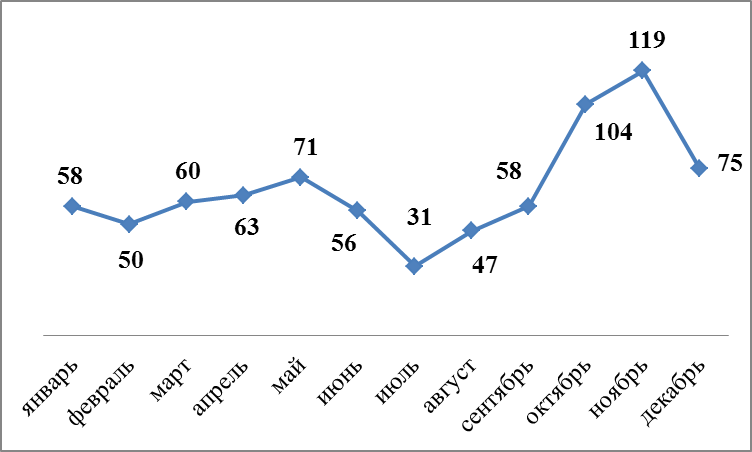 119
104
75
71
58
60
63
58
56
50
31
47
январь
февраль
март
апрель
май
июнь
июль
август
сентябрь
октябрь
ноябрь
декабрь